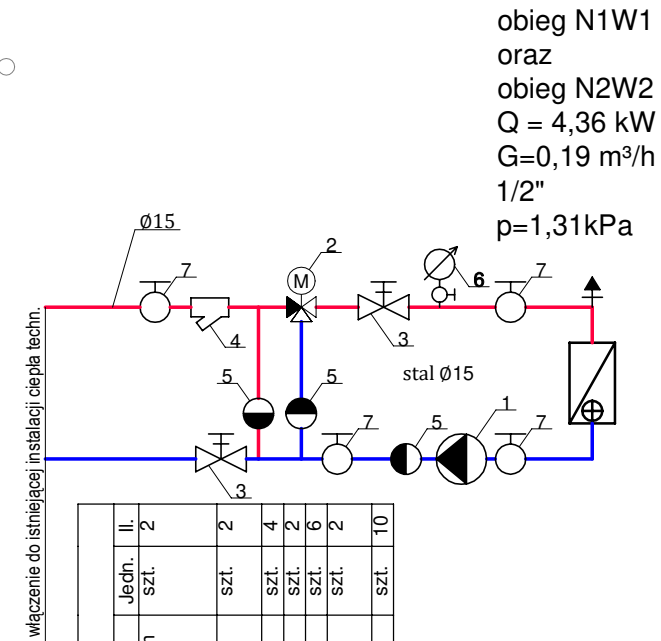 obieg N1W1
oraz
obieg N2W2
Q = 4,36 kW
G=0,19 m³/h
1/2"
p=1,31kPa
Ø15
7
4
2
M
3
6
7
5
5
stal Ø15
3
7
5
1
7
włączenie do istniejącej instalacji ciepła techn.
Il. 2 2 4 2 6 2 10
Jedn. szt. szt. szt. szt. szt. szt. szt.